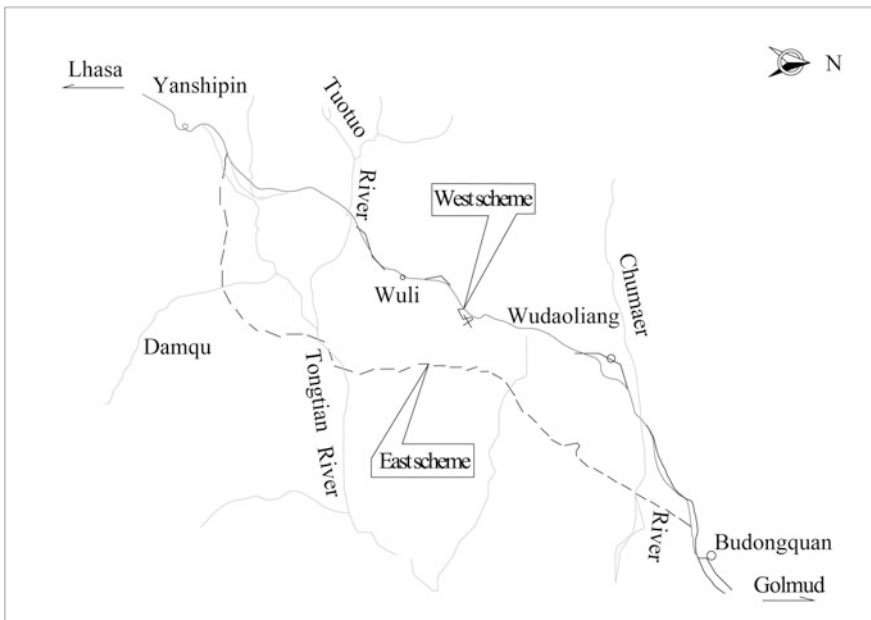 Lhasa
Yanshipin
Tuotuo
River
N
West scheme
Wuli
Wudaoliang
Chumaer
River
Damqu
Tongtian River
East scheme
Budongquan
Golmud